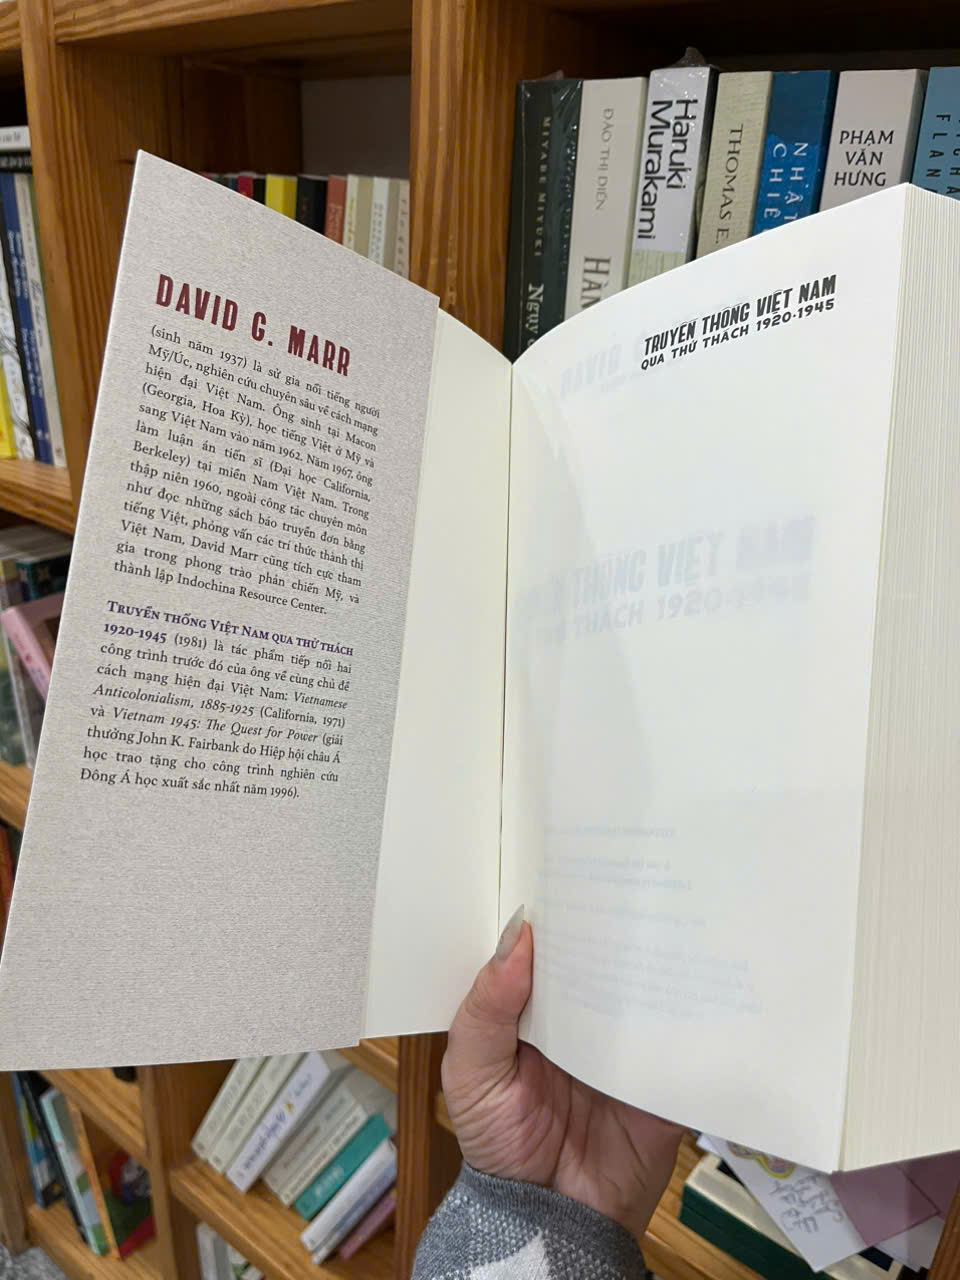 DAVID G. MARR
(sinh năm 1937) là sử gia nổi tiếng người
Mỹ/Úc, nghiên cứu chuyên sâu về cách mạng
hiện đại Việt Nam. Ông sinh tại Macon
(Georgia, Hoa Kỳ), học tiếng Việt ở Mỹ và
sang Việt Nam vào năm 1962. Năm 1967, ông
làm luận án tiến sĩ (Đại học California,
Berkeley) tại miền Nam Việt Nam. Trong
thập niên 1960, ngoài công tác chuyên môn
như đọc những sách báo truyền đơn bằng
tiếng Việt, phỏng vấn các trí thức thành thị
Việt Nam, David Marr cũng tích cực tham
gia trong phong trào phản chiến Mỹ, và
thành lập Indochina Resource Center.
TRUYỀN THỐNG VIỆT NAM QUA THỬ THÁCH
1920-1945 (1981) là tác phẩm tiếp nối hai
công trình trước đó của ông về cùng chủ đề
cách mạng hiện đại Việt Nam: Vietnamese
Anticolonialism, 1885-1925 (California, 1971)
và Vietnam 1945: The Quest for Power (giải
thưởng John K. Fairbank do Hiệp hội châu Á
học trao tặng cho công trình nghiên cứu
Đông Á học xuất sắc nhất năm 1996).
TRUYỀN THỐNG VIỆT NAM
QUA THỬ THÁCH 1920-1945
MIYABE MIYUKI
ĐÀO THỊ DIẾN
Haruki
Murakami
THOMAS E.
NHẬT
CHIÊU
PHẠM
VĂN
HƯNG